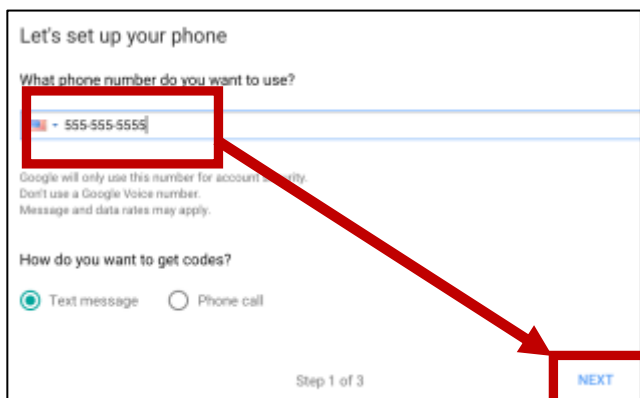 Let's set up your phone
What phone number do you want to use?
555-555-5555
Google will only use this number for account
Don't use a Google Voice number.
Message and data rates may apply.
How do you want to get codes?
Text message Phone call
Step 1 of 3 NEXT